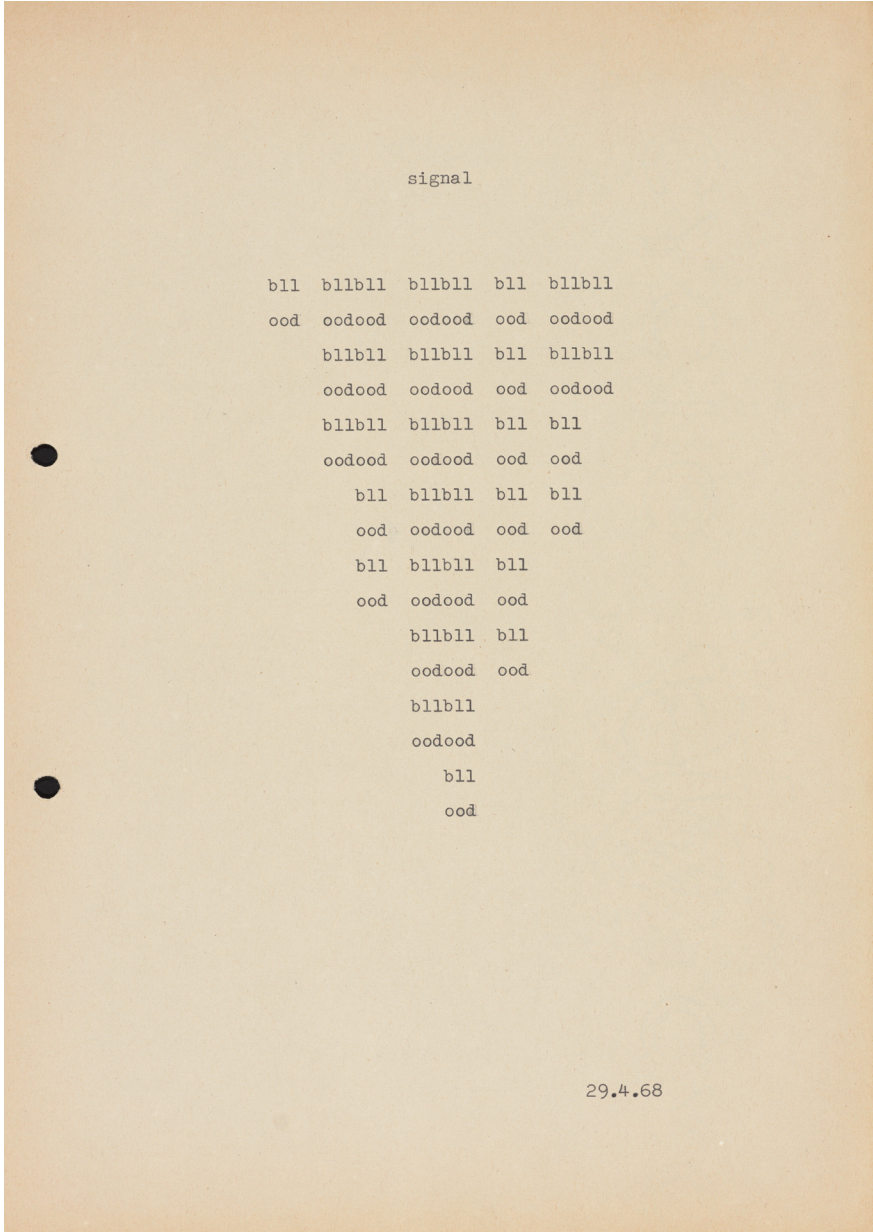 signal
bll bllbll bllbll bll bllbll
ood oodood oodood ood oodood
bllbll bllbll bll bllbll
oodood oodood ood oodood
bllbll bllbll bll bll
oodood oodood ood ood
bll bllbll bll bll
ood oodood ood ood
bll bllbll bll
ood oodood ood
bllbll bll
oodood ood
bllbll
oodood
bll
ood
29.4.68